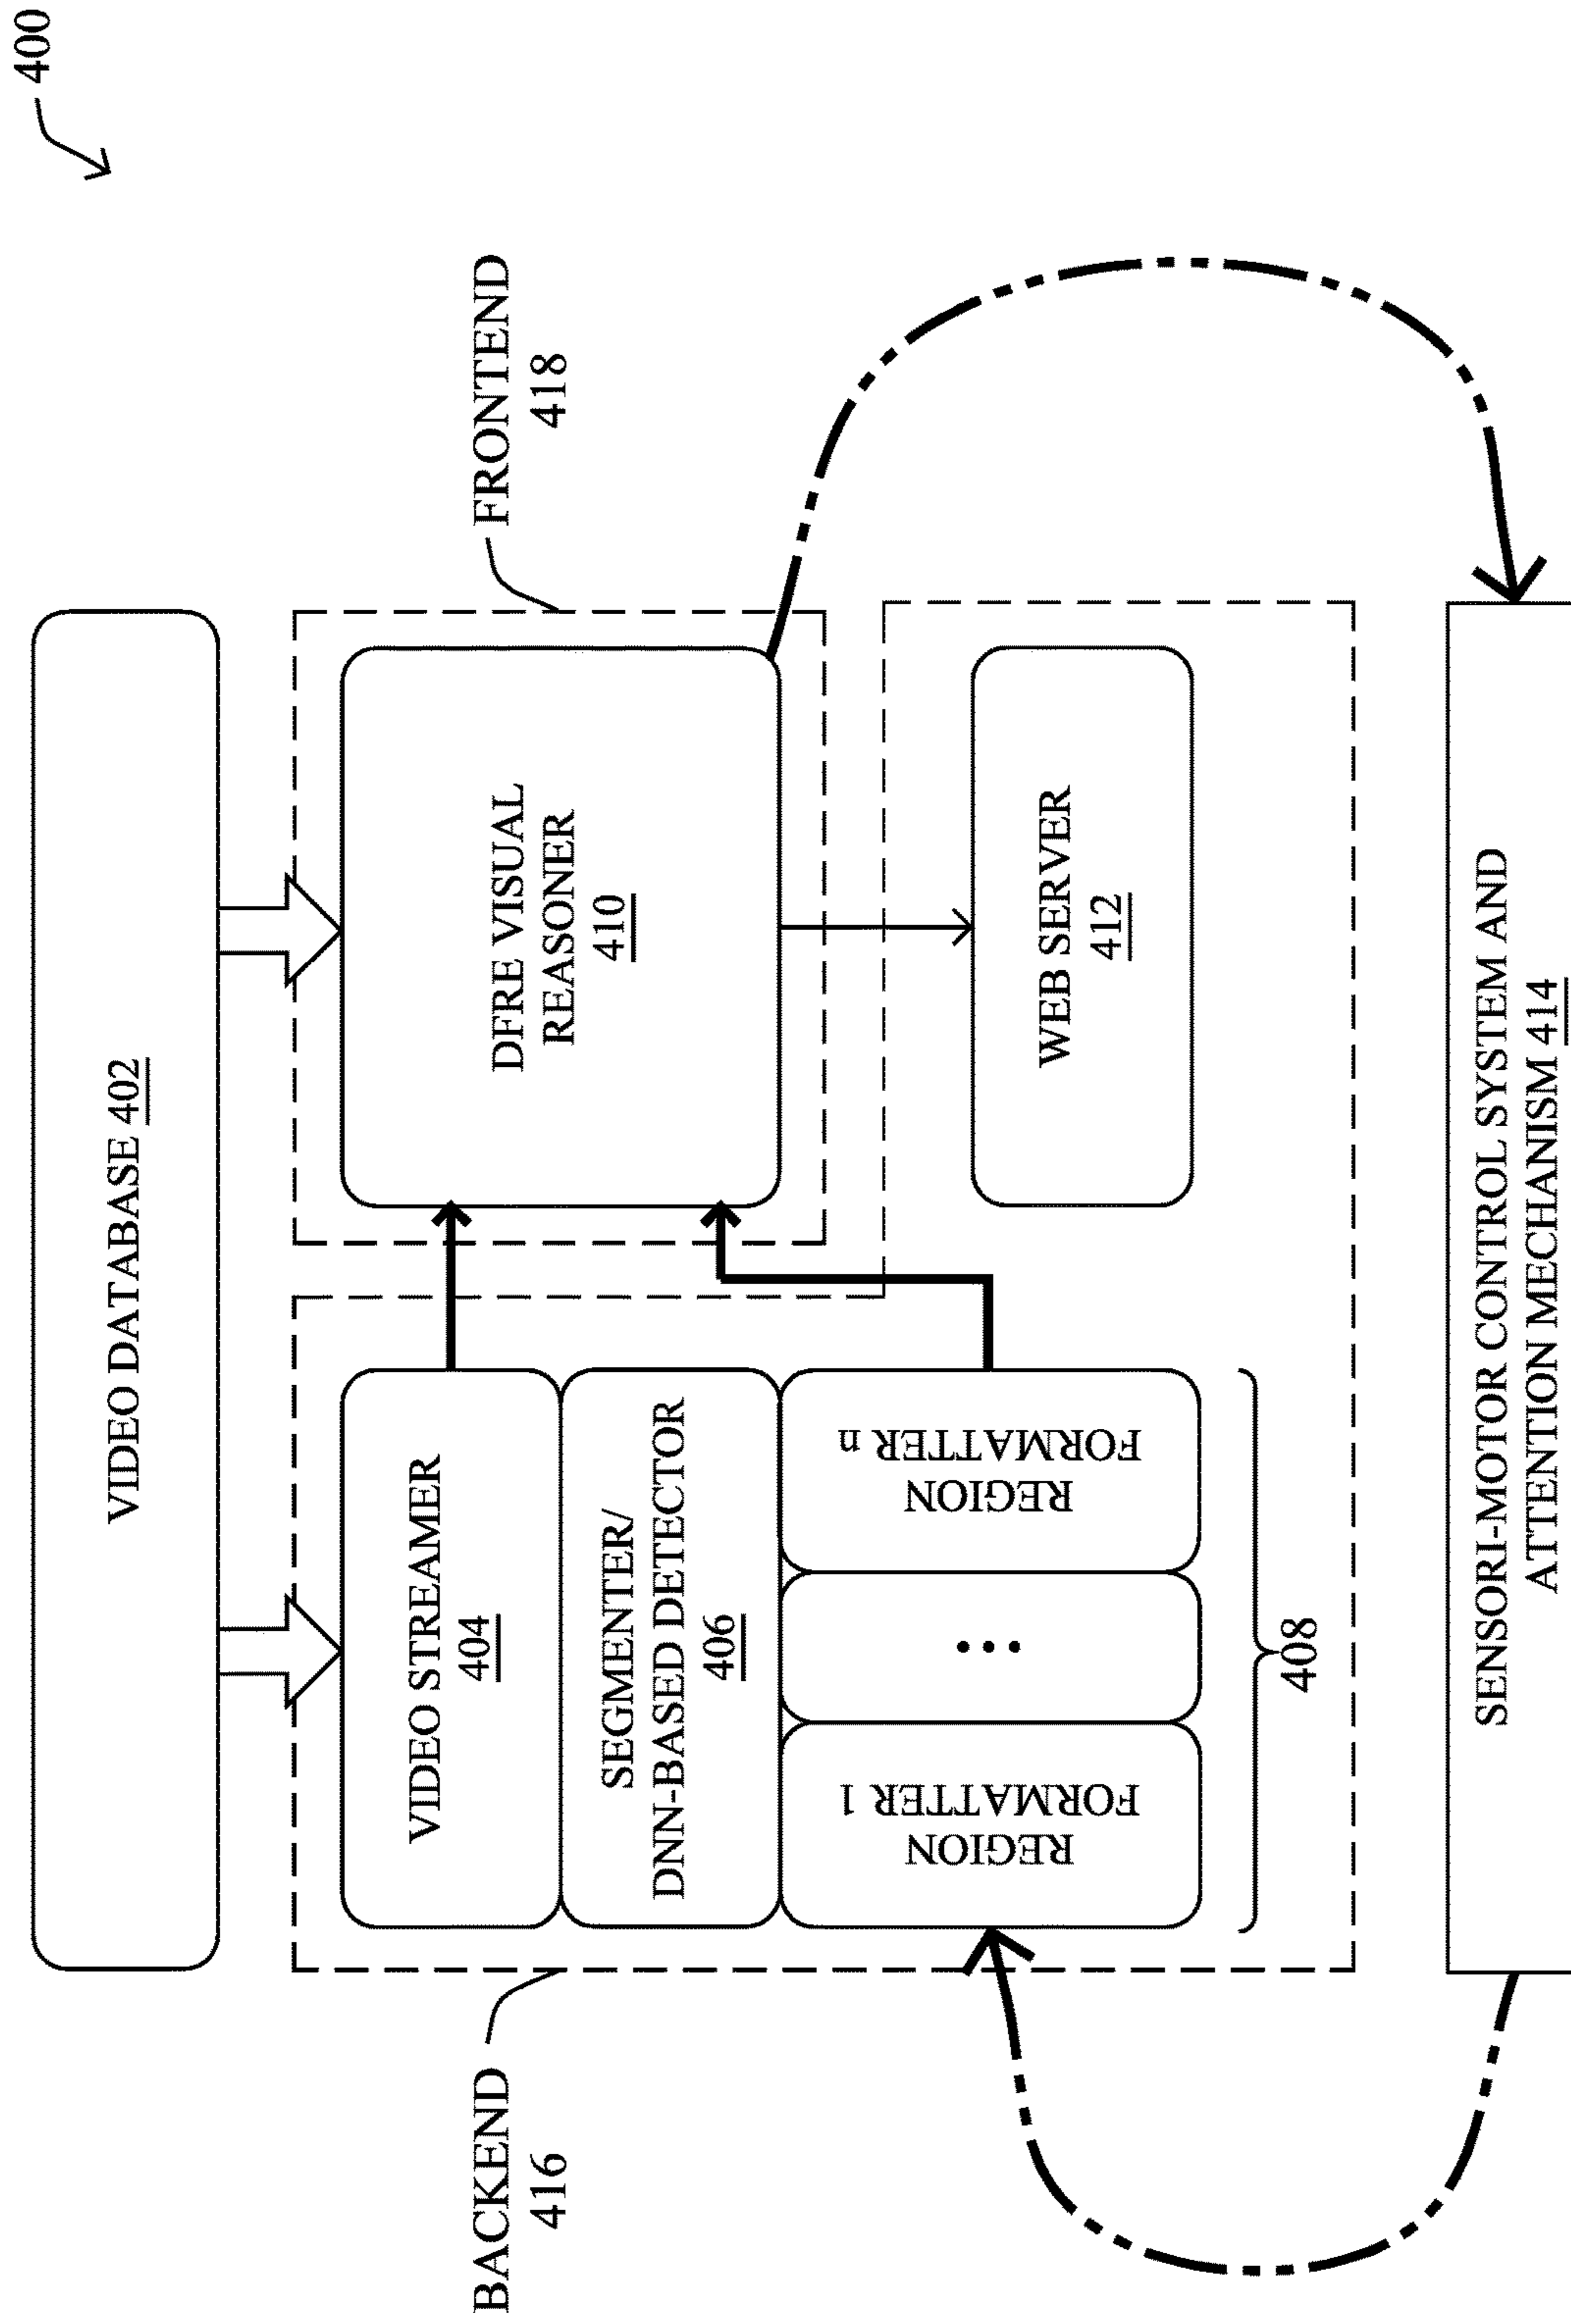 400
VIDEO DATABASE 402
BACKEND
416
FRONTEND
418
VIDEO STREAMER
404
SEGMENTER/
DNN-BASED DETECTOR
406
REGION
FORMATTER 1
•••
REGION
FORMATTER n
408
DFRE VISUAL
REASONER
410
WEB SERVER
412
SENSORI-MOTOR CONTROL SYSTEM AND
ATTENTION MECHANISM 414